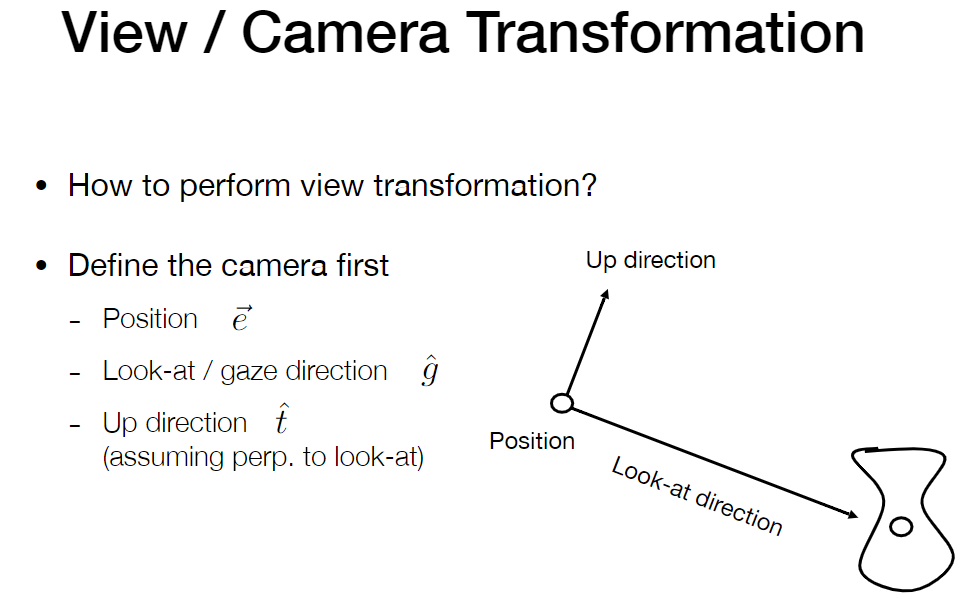 View / Camera Transformation
• How to perform view transformation?
• Define the camera first
- Position $\vec{e}$
- Look-at / gaze direction $\hat{g}$
- Up direction $\hat{t}$
(assuming perp. to look-at)
Up direction
Position
Look-at direction